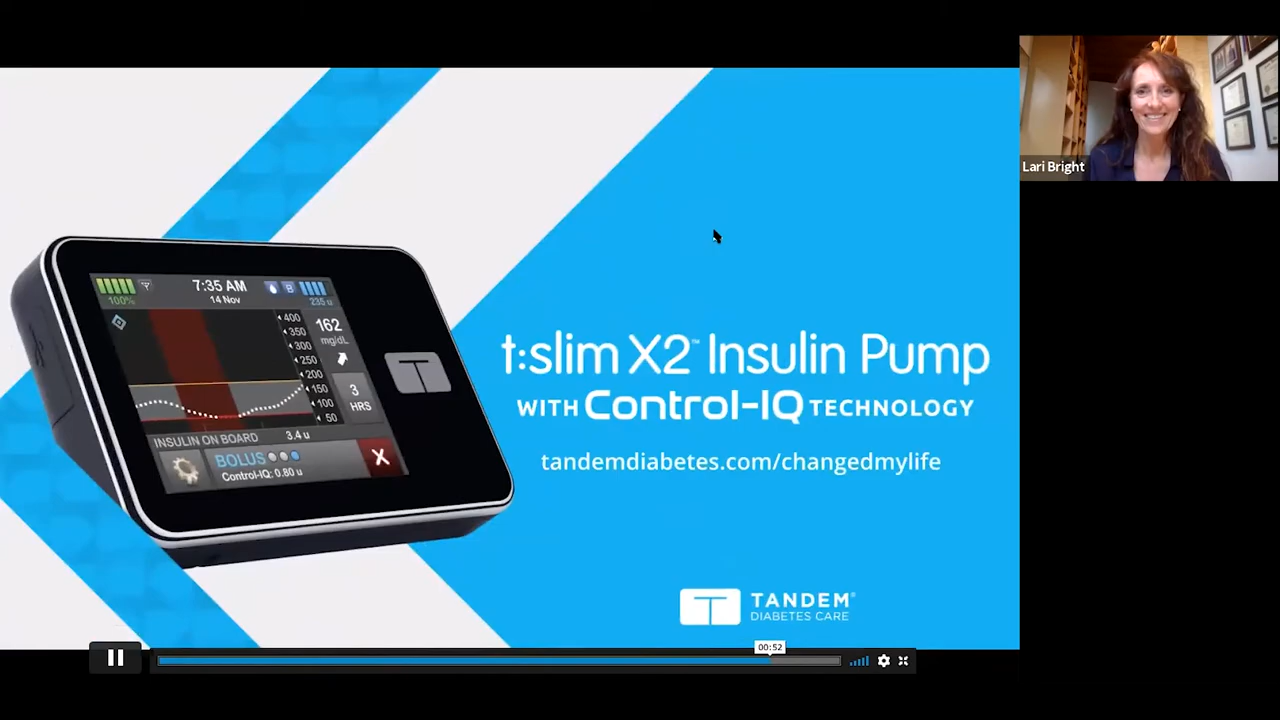 7:35 AM
14 Nov
100%
B
235 u
400
350
300
250
200
150
100
50
162
mg/dL
3
HRS
INSULIN ON BOARD
3.4 u
BOLUS
Control-IQ: 0.80 u
X
t:slim X2™ Insulin Pump
WITH Control-IQ TECHNOLOGY
tandemdiabetes.com/changedmylife
TANDEM®
DIABETES CARE
00:52
Lari Bright